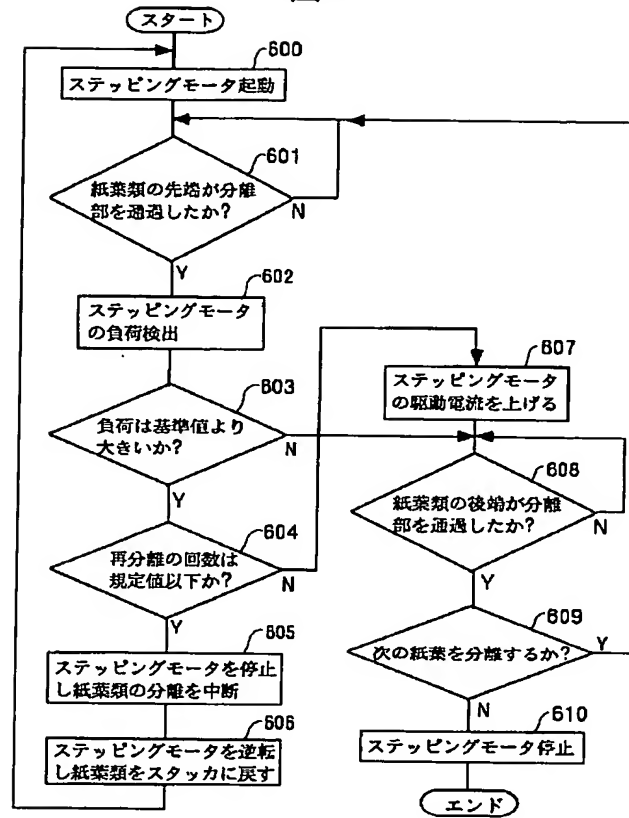 スタート
600
ステッピングモータ起動
601
紙葉類の先端が分離
部を通過したか?
N
Y
602
ステッピングモータ
の負荷検出
603
負荷は基準値より
大きいか?
N
Y
604
再分離の回数は
規定値以下か?
N
Y
605
ステッピングモータを停止
し紙葉類の分離を中断
606
ステッピングモータを逆転
し紙葉類をスタッカに戻す
607
ステッピングモータ
の駆動電流を上げる
608
紙葉類の後端が分離
部を通過したか?
N
Y
609
次の紙葉を分離するか?
Y
N
610
ステッピングモータ停止
エンド